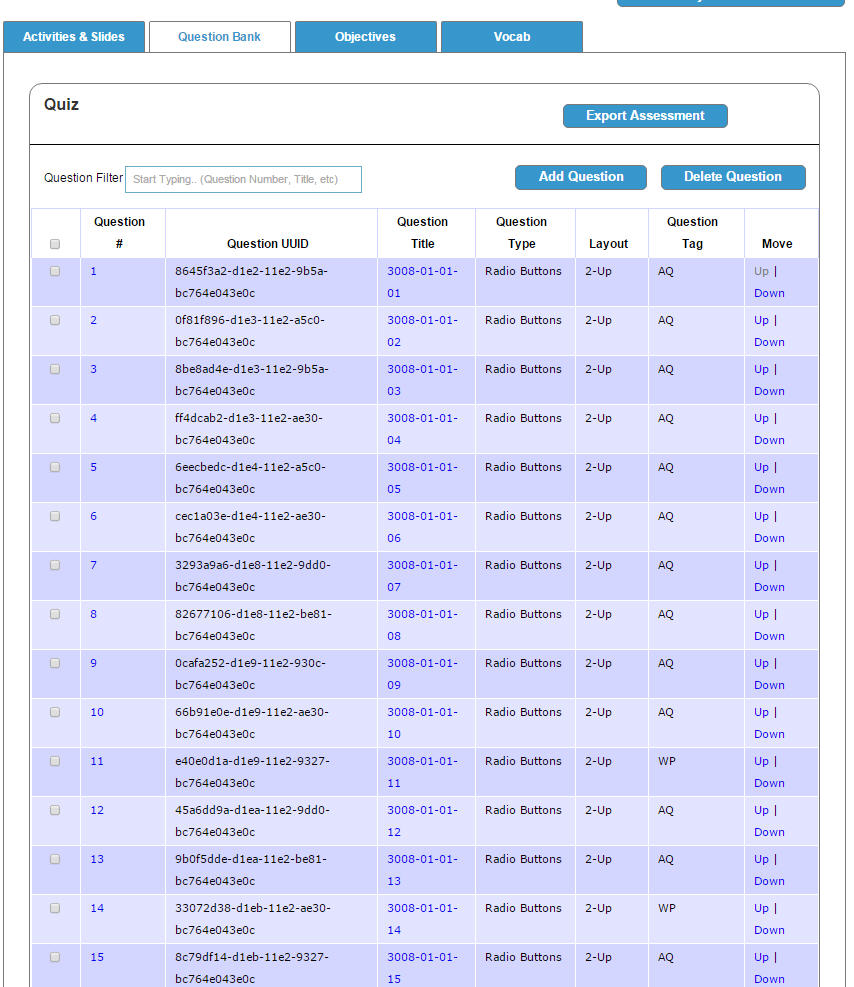 Activities & Slides Question Bank Objectives Vocab
Quiz
Export Assessment
Question Filter Start Typing.. (Question Number, Title, etc) Add Question Delete Question
Question Question Question Question
# Question UUID Title Type Layout Tag Move
1 8645f3a2-d1e2-11e2-9b5a- 3008-01-01- Radio Buttons 2-Up AQ Up |
bc764e043e0c 01 Down
2 0f81f896-d1e3-11e2-a5c0- 3008-01-01- Radio Buttons 2-Up AQ Up |
bc764e043e0c 02 Down
3 8be8ad4e-d1e3-11e2-9b5a- 3008-01-01- Radio Buttons 2-Up AQ Up |
bc764e043e0c 03 Down
4 ff4dcab2-d1e3-11e2-ae30- 3008-01-01- Radio Buttons 2-Up AQ Up |
bc764e043e0c 04 Down
5 6eecbedc-d1e4-11e2-a5c0- 3008-01-01- Radio Buttons 2-Up AQ Up |
bc764e043e0c 05 Down
6 cec1a03e-d1e4-11e2-ae30- 3008-01-01- Radio Buttons 2-Up AQ Up |
bc764e043e0c 06 Down
7 3293a9a6-d1e8-11e2-9dd0- 3008-01-01- Radio Buttons 2-Up AQ Up |
bc764e043e0c 07 Down
8 82677106-d1e8-11e2-be81- 3008-01-01- Radio Buttons 2-Up AQ Up |
bc764e043e0c 08 Down
9 0cafa252-d1e9-11e2-930c- 3008-01-01- Radio Buttons 2-Up AQ Up |
bc764e043e0c 09 Down
10 66b91e0e-d1e9-11e2-ae30- 3008-01-01- Radio Buttons 2-Up AQ Up |
bc764e043e0c 10 Down
11 e40e0d1a-d1e9-11e2-9327- 3008-01-01- Radio Buttons 2-Up WP Up |
bc764e043e0c 11 Down
12 45a6dd9a-d1ea-11e2-9dd0- 3008-01-01- Radio Buttons 2-Up AQ Up |
bc764e043e0c 12 Down
13 9b0f5dde-d1ea-11e2-be81- 3008-01-01- Radio Buttons 2-Up AQ Up |
bc764e043e0c 13 Down
14 33072d38-d1eb-11e2-ae30- 3008-01-01- Radio Buttons 2-Up WP Up |
bc764e043e0c 14 Down
15 8c79df14-d1eb-11e2-9327- 3008-01-01- Radio Buttons 2-Up AQ Up |
bc764e043e0c 15 Down